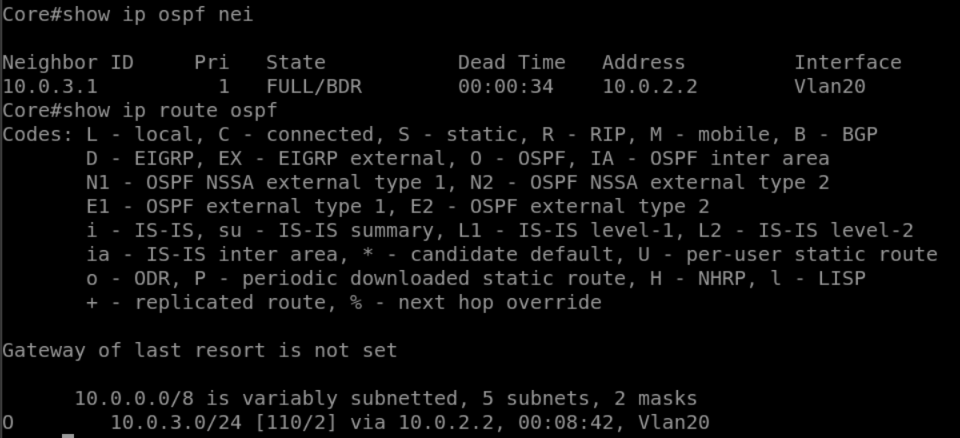 Core#show ip ospf nei
Neighbor ID     Pri   State           Dead Time   Address         Interface
10.0.3.1          1   FULL/BDR        00:00:34    10.0.2.2        Vlan20
Core#show ip route ospf
Codes: L - local, C - connected, S - static, R - RIP, M - mobile, B - BGP
       D - EIGRP, EX - EIGRP external, O - OSPF, IA - OSPF inter area
       N1 - OSPF NSSA external type 1, N2 - OSPF NSSA external type 2
       E1 - OSPF external type 1, E2 - OSPF external type 2
       i - IS-IS, su - IS-IS summary, L1 - IS-IS level-1, L2 - IS-IS level-2
       ia - IS-IS inter area, * - candidate default, U - per-user static route
       o - ODR, P - periodic downloaded static route, H - NHRP, l - LISP
       + - replicated route, % - next hop override
Gateway of last resort is not set
      10.0.0.0/8 is variably subnetted, 5 subnets, 2 masks
O        10.0.3.0/24 [110/2] via 10.0.2.2, 00:08:42, Vlan20